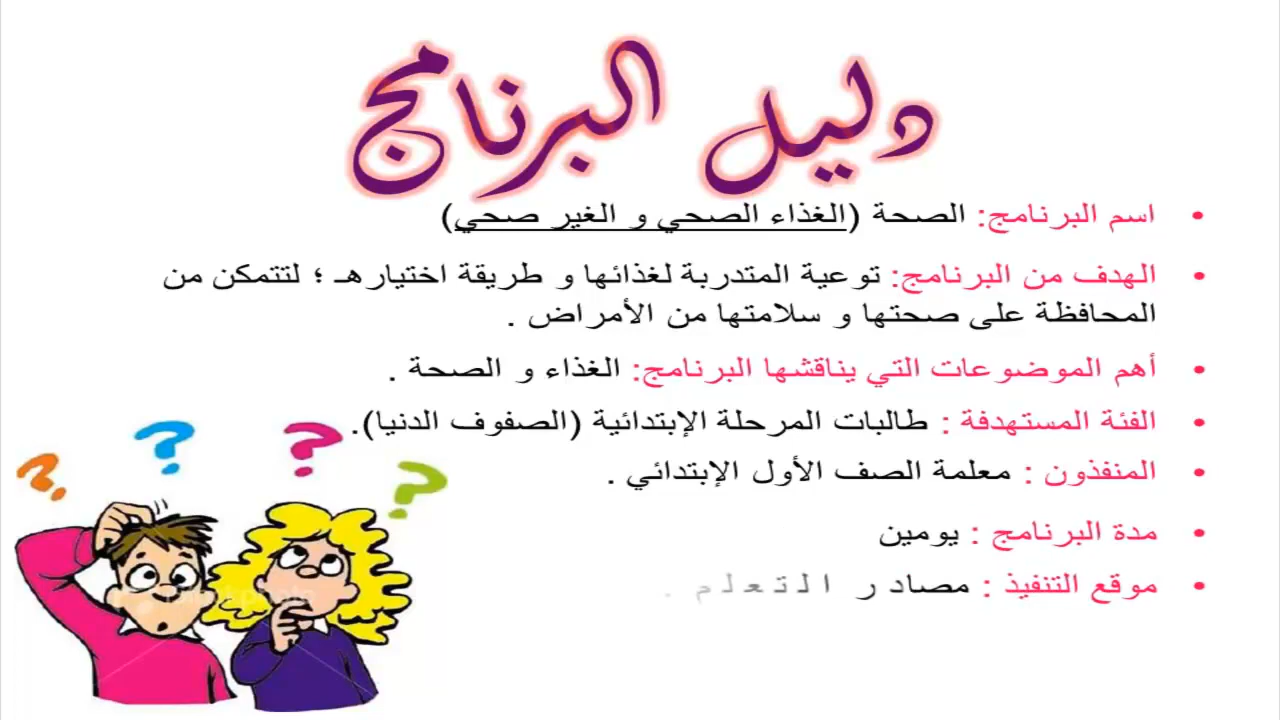 دليل البرنامج
• اسم البرنامج: الصحة (الغذاء الصحي و الغير صحي)
• الهدف من البرنامج: توعية المتدربة لغذائها و طريقة اختيارهـ ؛ لتتمكن من
المحافظة على صحتها و سلامتها من الأمراض .
• أهم الموضوعات التي يناقشها البرنامج: الغذاء و الصحة .
• الفئة المستهدفة : طالبات المرحلة الإبتدائية (الصفوف الدنيا).
• المنفذون : معلمة الصف الأول الإبتدائي .
• مدة البرنامج : يومين
• موقع التنفيذ : مصادر التعلم .